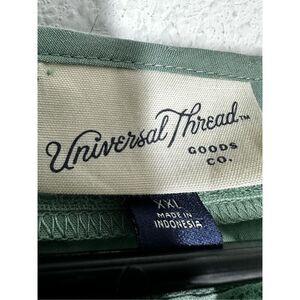 Universal Thread™
GOODS
CO.
XXL
MADE IN
INDONESIA